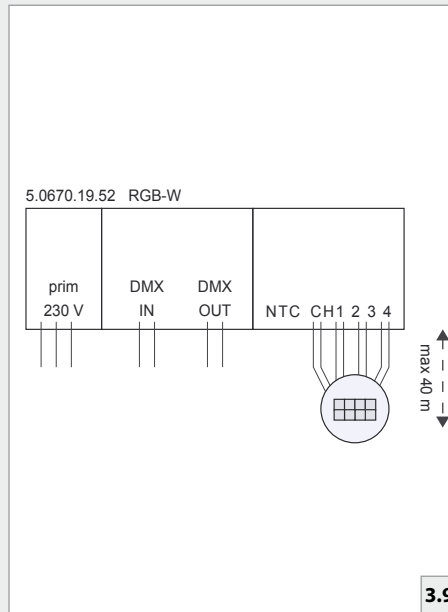 5.0670.19.52 RGB-W
prim
230 V
DMX
IN
DMX
OUT
NTC CH1 2 3 4
max 40 m
3.9